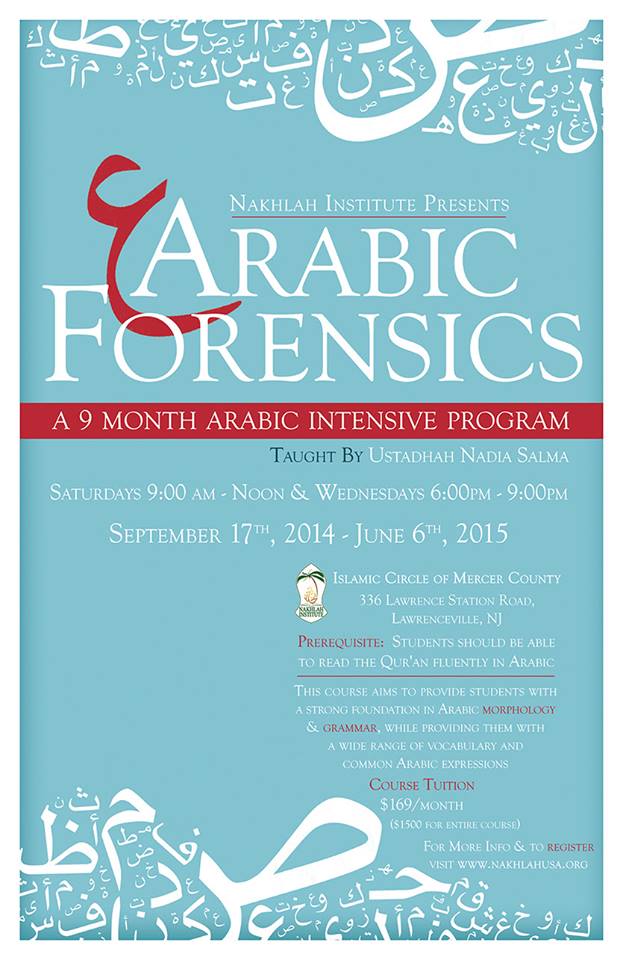 Nakhlah Institute Presents
Arabic
Forensics
A 9 MONTH ARABIC INTENSIVE PROGRAM
Taught By Ustadhah Nadia Salma
Saturdays 9:00 am - Noon & Wednesdays 6:00pm - 9:00pm
September 17th, 2014 - June 6th, 2015
NAKHLAH INSTITUTE
Islamic Circle of Mercer County
336 Lawrence Station Road,
Lawrenceville, NJ
Prerequisite: Students should be able
to read the Qur'an fluently in Arabic
This course aims to provide students with
a strong foundation in Arabic morphology
& grammar, while providing them with
a wide range of vocabulary and
common Arabic expressions
Course Tuition
$169/month
($1500 for entire course)
For More Info & to register
visit www.nakhlahusa.org